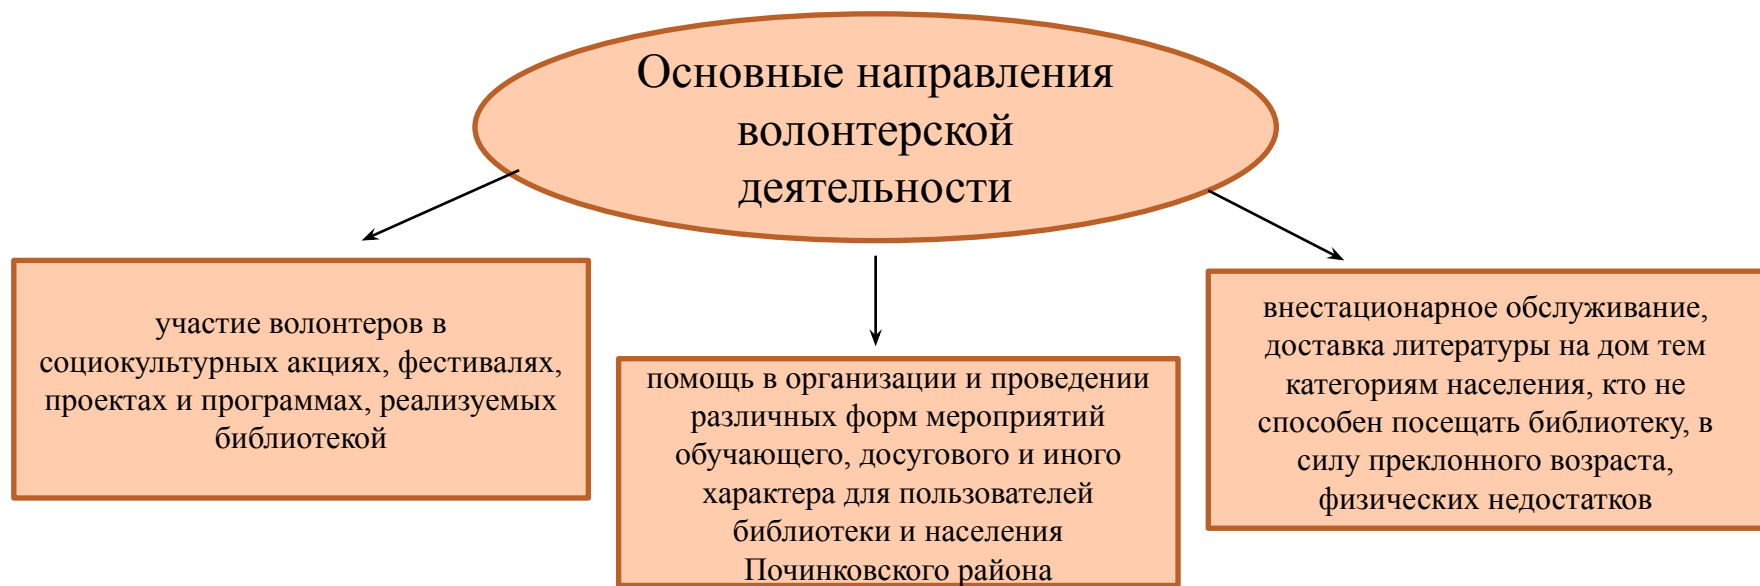 Основные направления
волонтерской
деятельности
участие волонтеров в
социокультурных акциях, фестивалях,
проектах и программах, реализуемых
библиотекой
помощь в организации и проведении
различных форм мероприятий
обучающего, досугового и иного
характера для пользователей
библиотеки и населения
Починковского района
внестационарное обслуживание,
доставка литературы на дом тем
категориям населения, кто не
способен посещать библиотеку, в
силу преклонного возраста,
физических недостатков